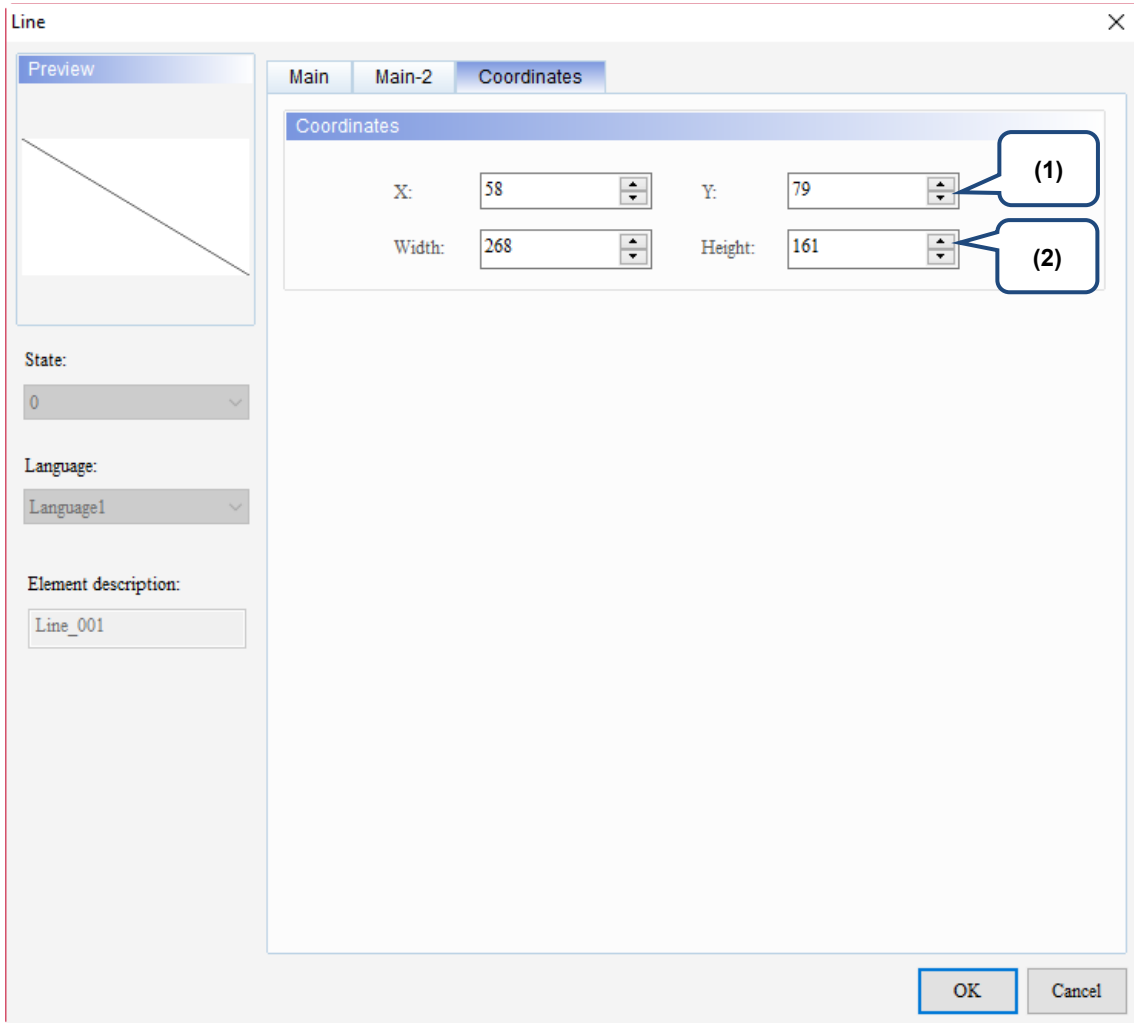 Line
Preview
Main Main-2 Coordinates
Coordinates
X: 58 Y: 79
(1)
Width: 268 Height: 161
(2)
State:
0
Language:
Language1
Element description:
Line_001
OK Cancel